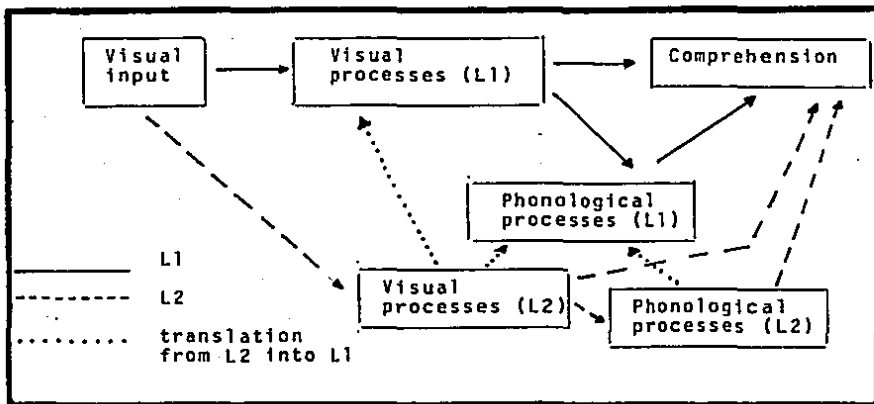 Visual
input
Visual
processes (L1)
Comprehension
Phonological
processes (L1)
L1
L2
translation
from L2 into L1
Visual
processes (L2)
Phonological
processes (L2)